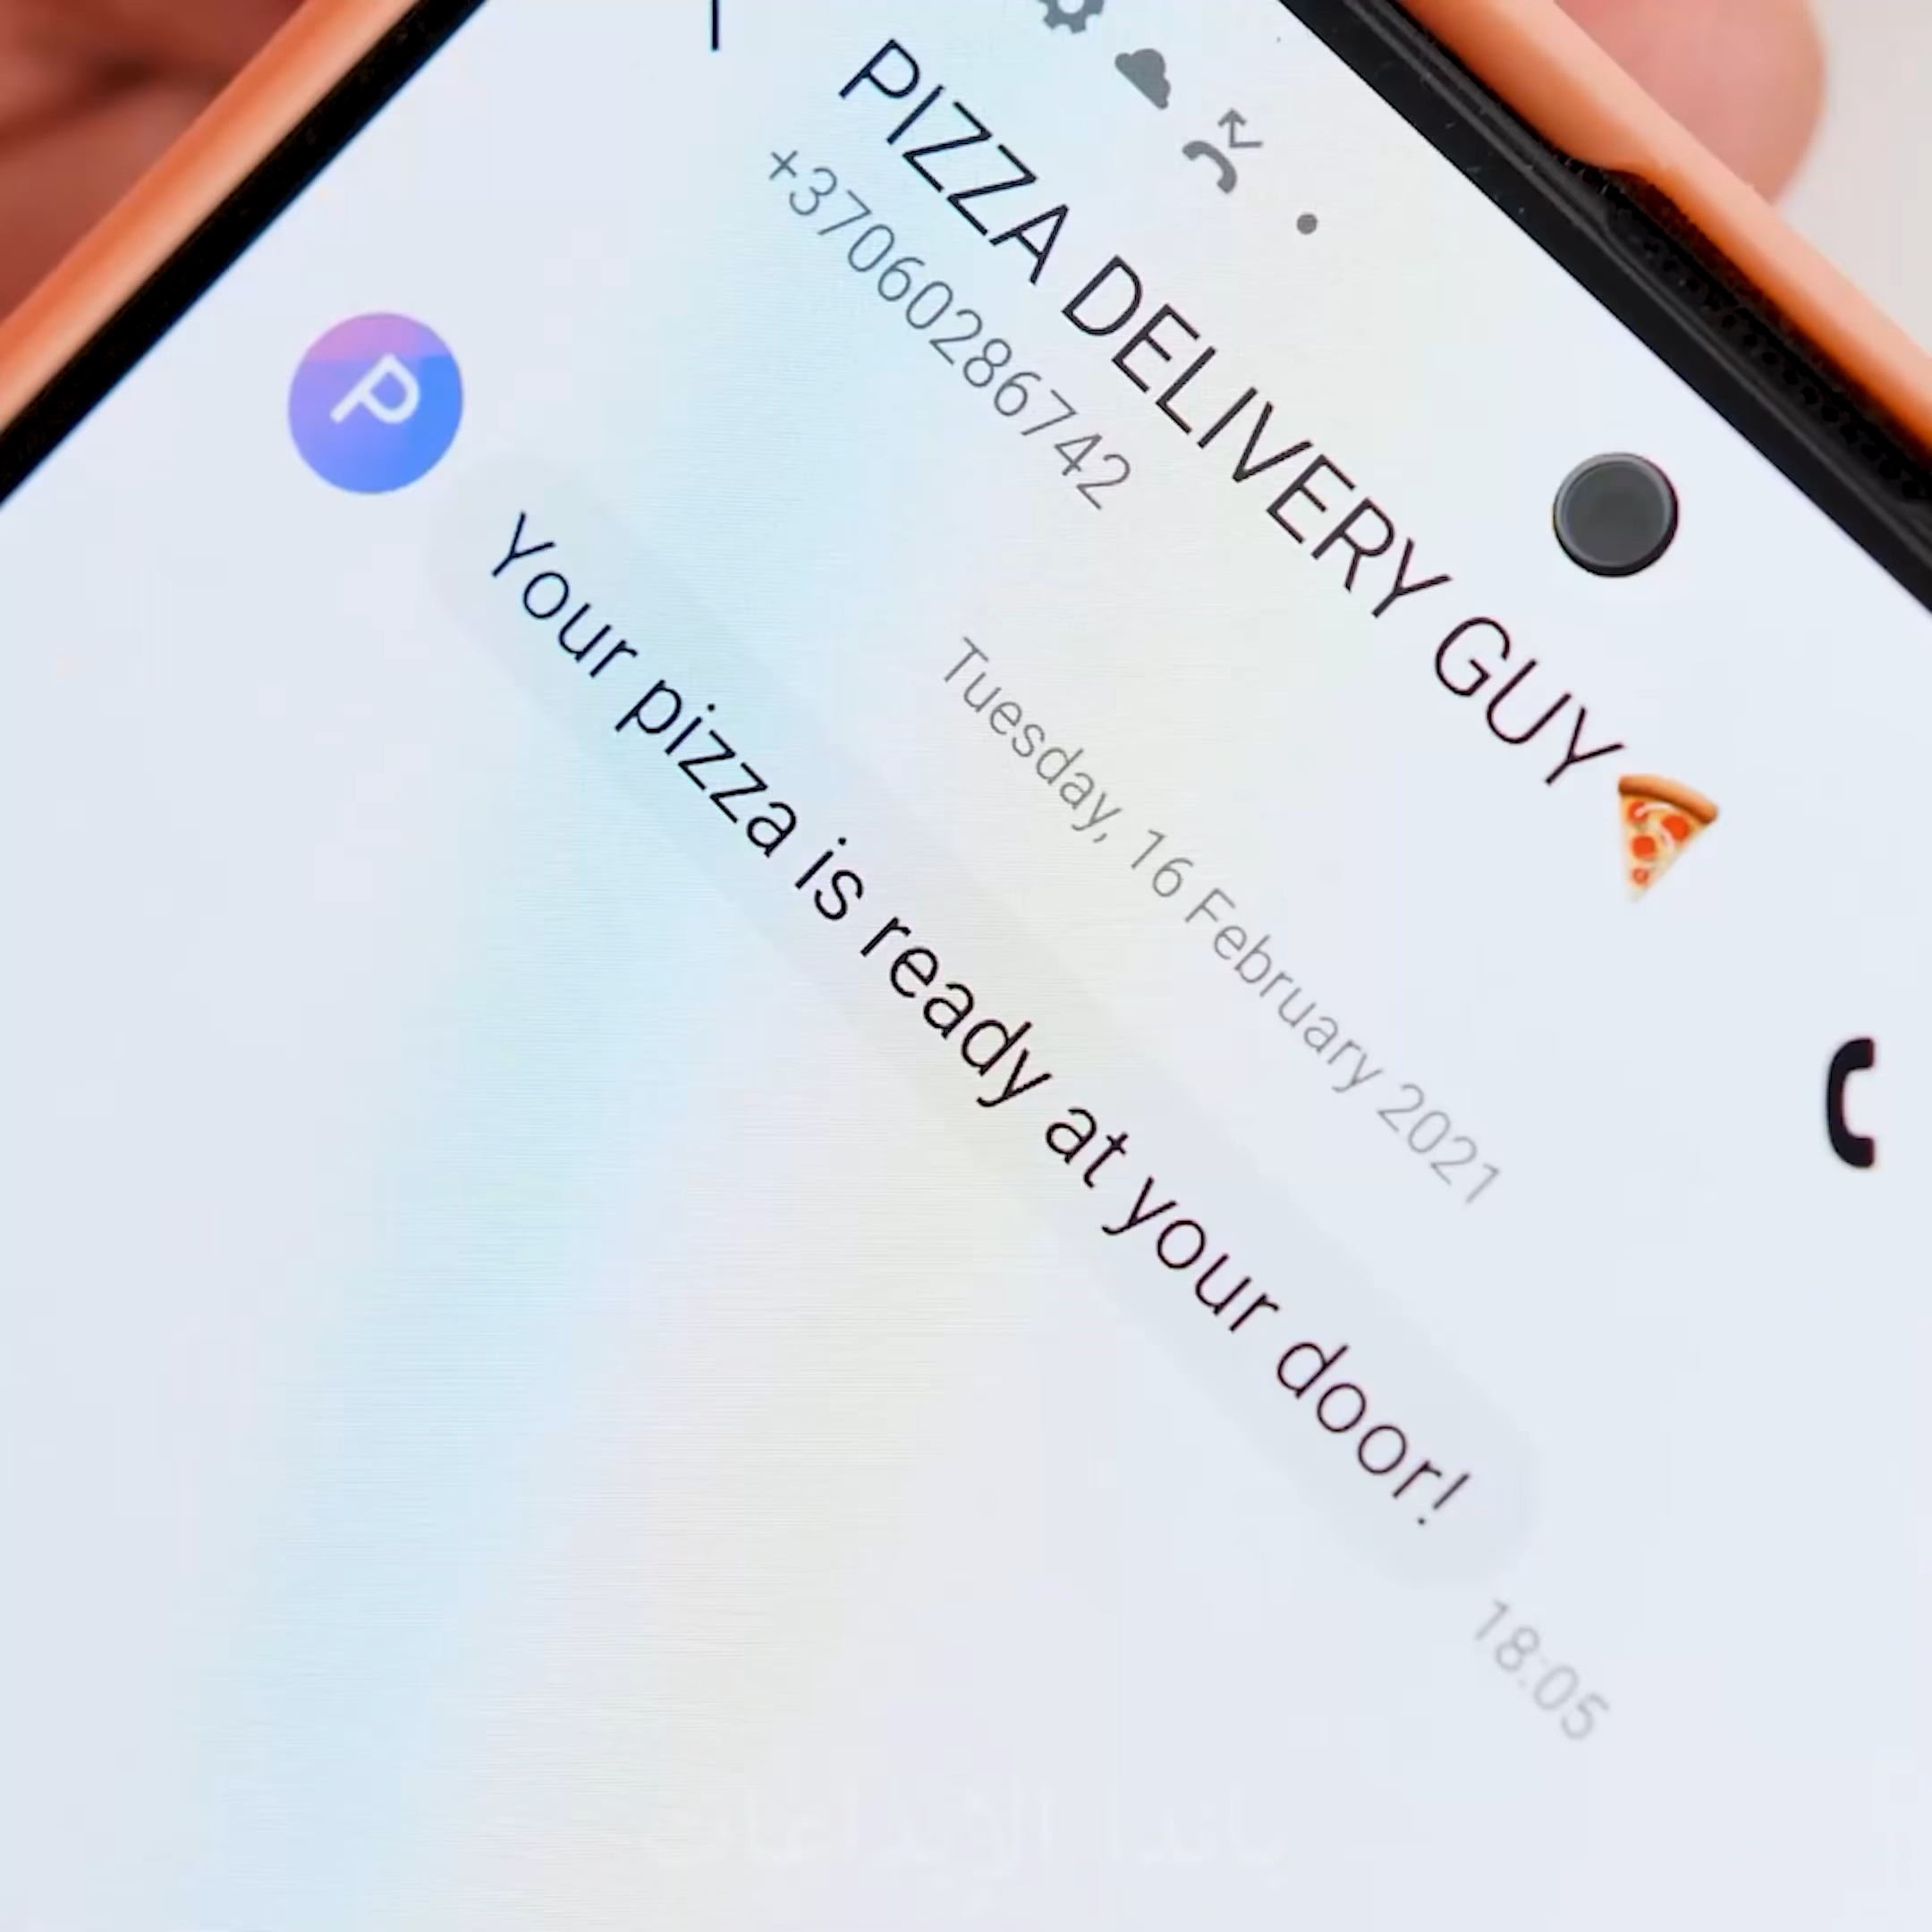 PIZZA DELIVERY GUY🍕
+37060286742
Tuesday, 16 February 2021
P
Your pizza is ready at your door!
18:05